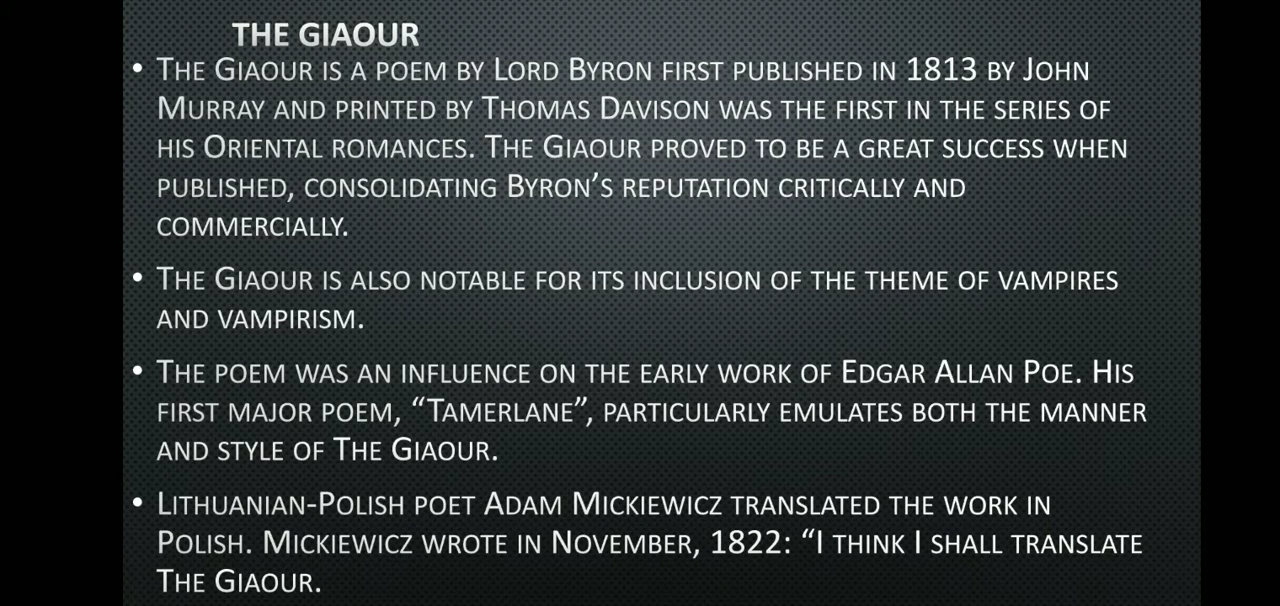 THE GIAOUR
• THE GIAOUR IS A POEM BY LORD BYRON FIRST PUBLISHED IN 1813 BY JOHN
MURRAY AND PRINTED BY THOMAS DAVISON WAS THE FIRST IN THE SERIES OF
HIS ORIENTAL ROMANCES. THE GIAOUR PROVED TO BE A GREAT SUCCESS WHEN
PUBLISHED, CONSOLIDATING BYRON’S REPUTATION CRITICALLY AND
COMMERCIALLY.
• THE GIAOUR IS ALSO NOTABLE FOR ITS INCLUSION OF THE THEME OF VAMPIRES
AND VAMPIRISM.
• THE POEM WAS AN INFLUENCE ON THE EARLY WORK OF EDGAR ALLAN POE. HIS
FIRST MAJOR POEM, “TAMERLANE”, PARTICULARLY EMULATES BOTH THE MANNER
AND STYLE OF THE GIAOUR.
• LITHUANIAN-POLISH POET ADAM MICKIEWICZ TRANSLATED THE WORK IN
POLISH. MICKIEWICZ WROTE IN NOVEMBER, 1822: “I THINK I SHALL TRANSLATE
THE GIAOUR.